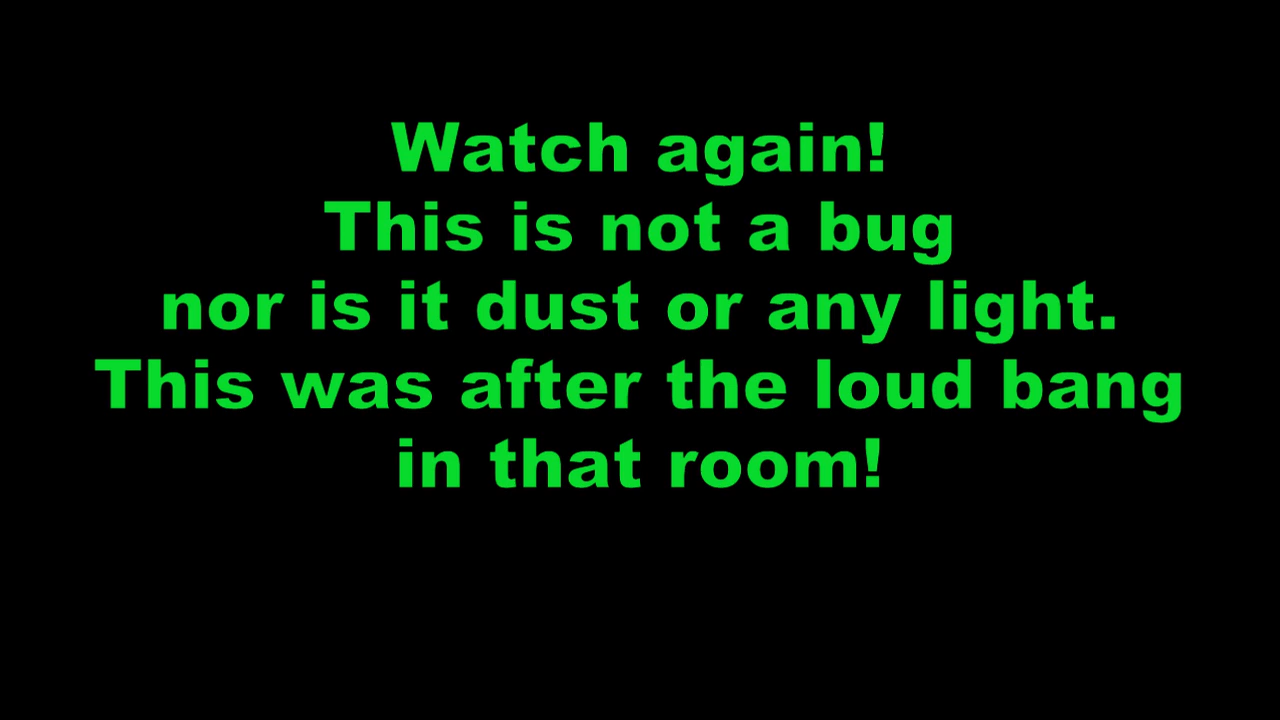 Watch again!
This is not a bug
nor is it dust or any light.
This was after the loud bang
in that room!